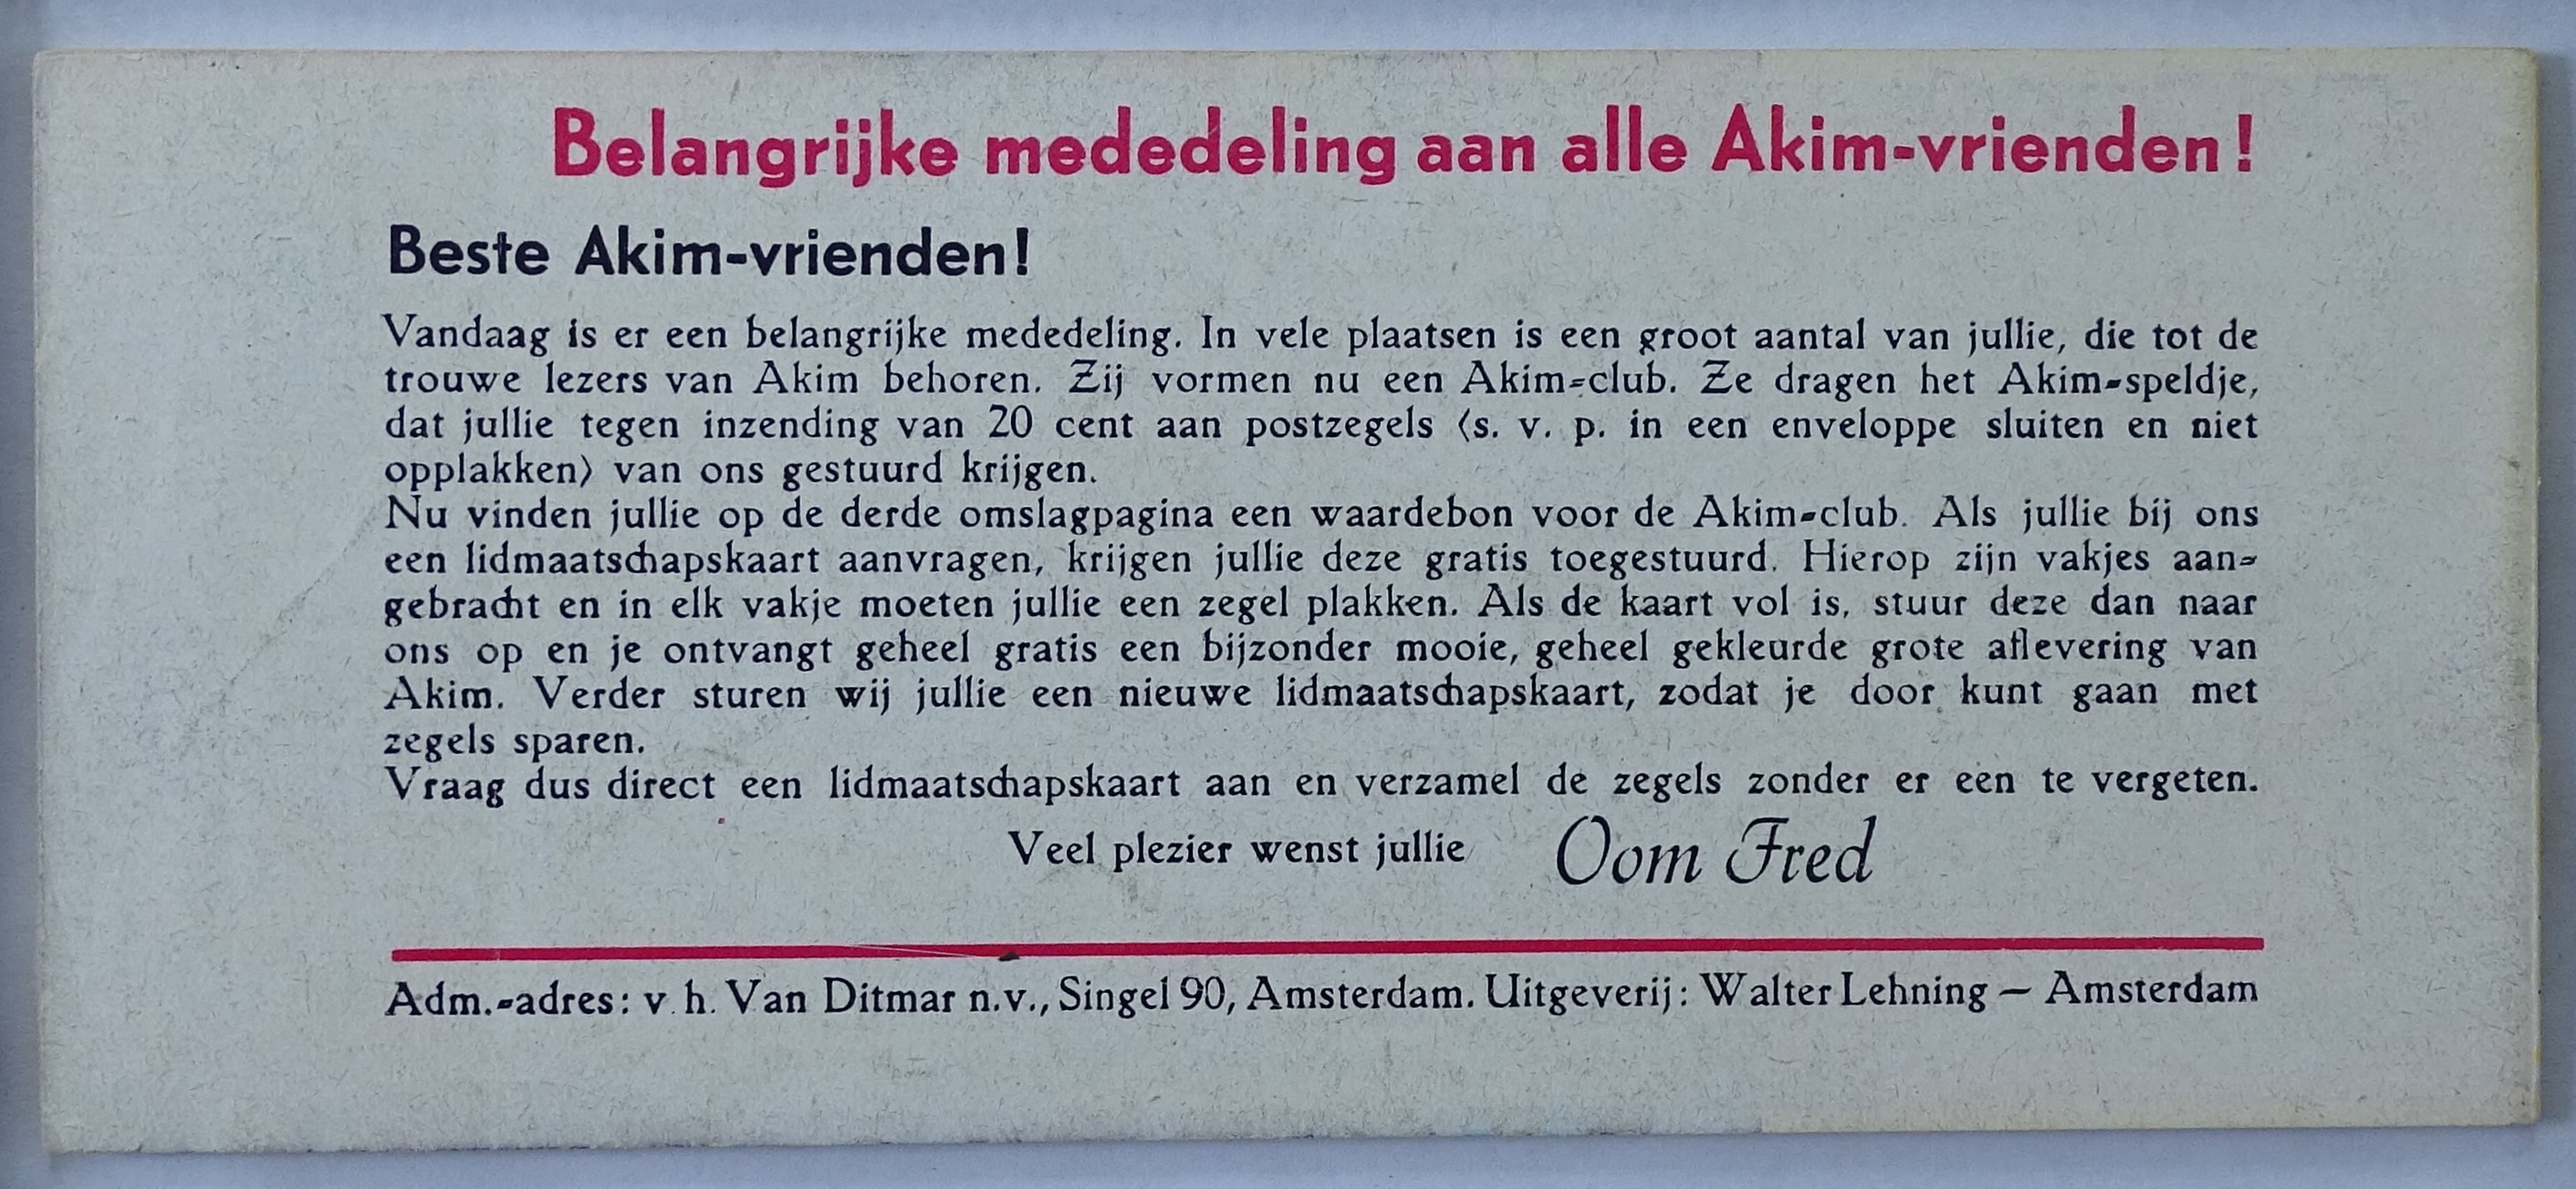 Belangrijke mededeling aan alle Akim-vrienden!
Beste Akim-vrienden!
Vandaag is er een belangrijke mededeling. In vele plaatsen is een groot aantal van jullie, die tot de
trouwe lezers van Akim behoren. Zij vormen nu een Akim-club. Ze dragen het Akim-speldje,
dat jullie tegen inzending van 20 cent aan postzegels (s. v. p. in een enveloppe sluiten en niet
opplakken) van ons gestuurd krijgen.
Nu vinden jullie op de derde omslagpagina een waardebon voor de Akim-club. Als jullie bij ons
een lidmaatschapskaart aanvragen, krijgen jullie deze gratis toegestuurd. Hierop zijn vakjes aan-
gebracht en in elk vakje moeten jullie een zegel plakken. Als de kaart vol is, stuur deze dan naar
ons op en je ontvangt geheel gratis een bijzonder mooie, geheel gekleurde grote aflevering van
Akim. Verder sturen wij jullie een nieuwe lidmaatschapskaart, zodat je door kunt gaan met
zegels sparen.
Vraag dus direct een lidmaatschapskaart aan en verzamel de zegels zonder er een te vergeten.
Veel plezier wenst jullie Oom Fred
Adm.-adres: v. h. Van Ditmar n.v., Singel 90, Amsterdam. Uitgeverij: Walter Lehning — Amsterdam